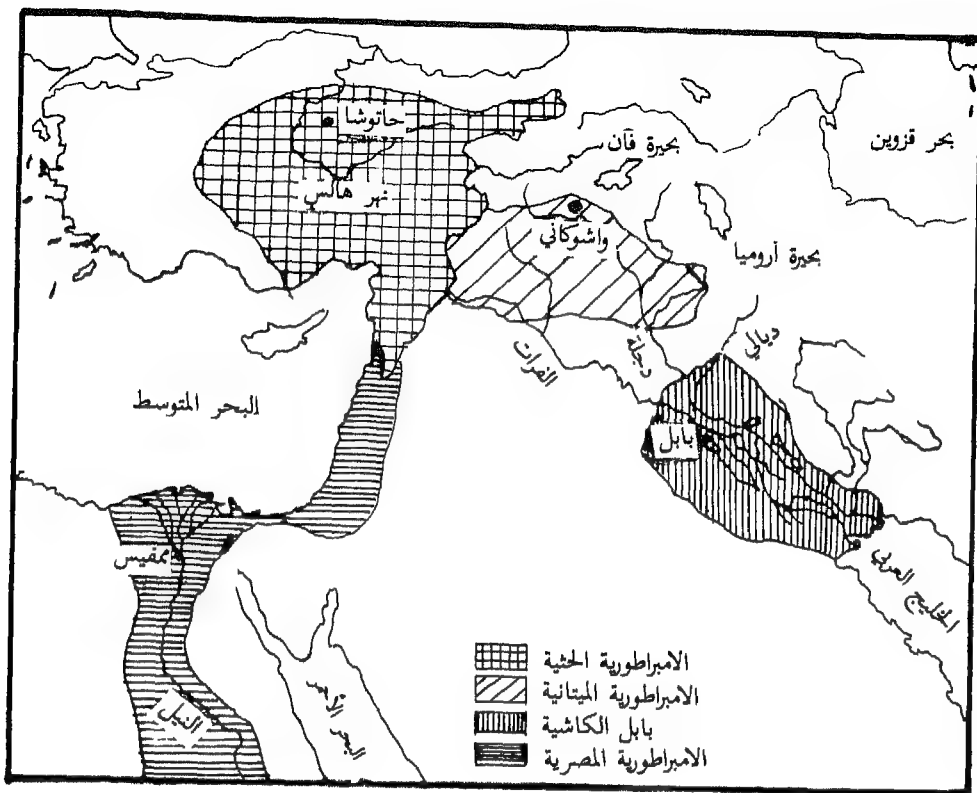 حاتوشا
نهر هاليس
بحيرة فآن
بحر قزوين
واشوكاني
بحيرة أروميا
ديالي
دجلة
الفرات
البحر المتوسط
بابل
ممفيس
الخليج العربي
النيل
البحر الأحمر
الامبراطورية الحثية
الامبراطورية الميتانية
بابل الكاشية
الامبراطورية المصرية